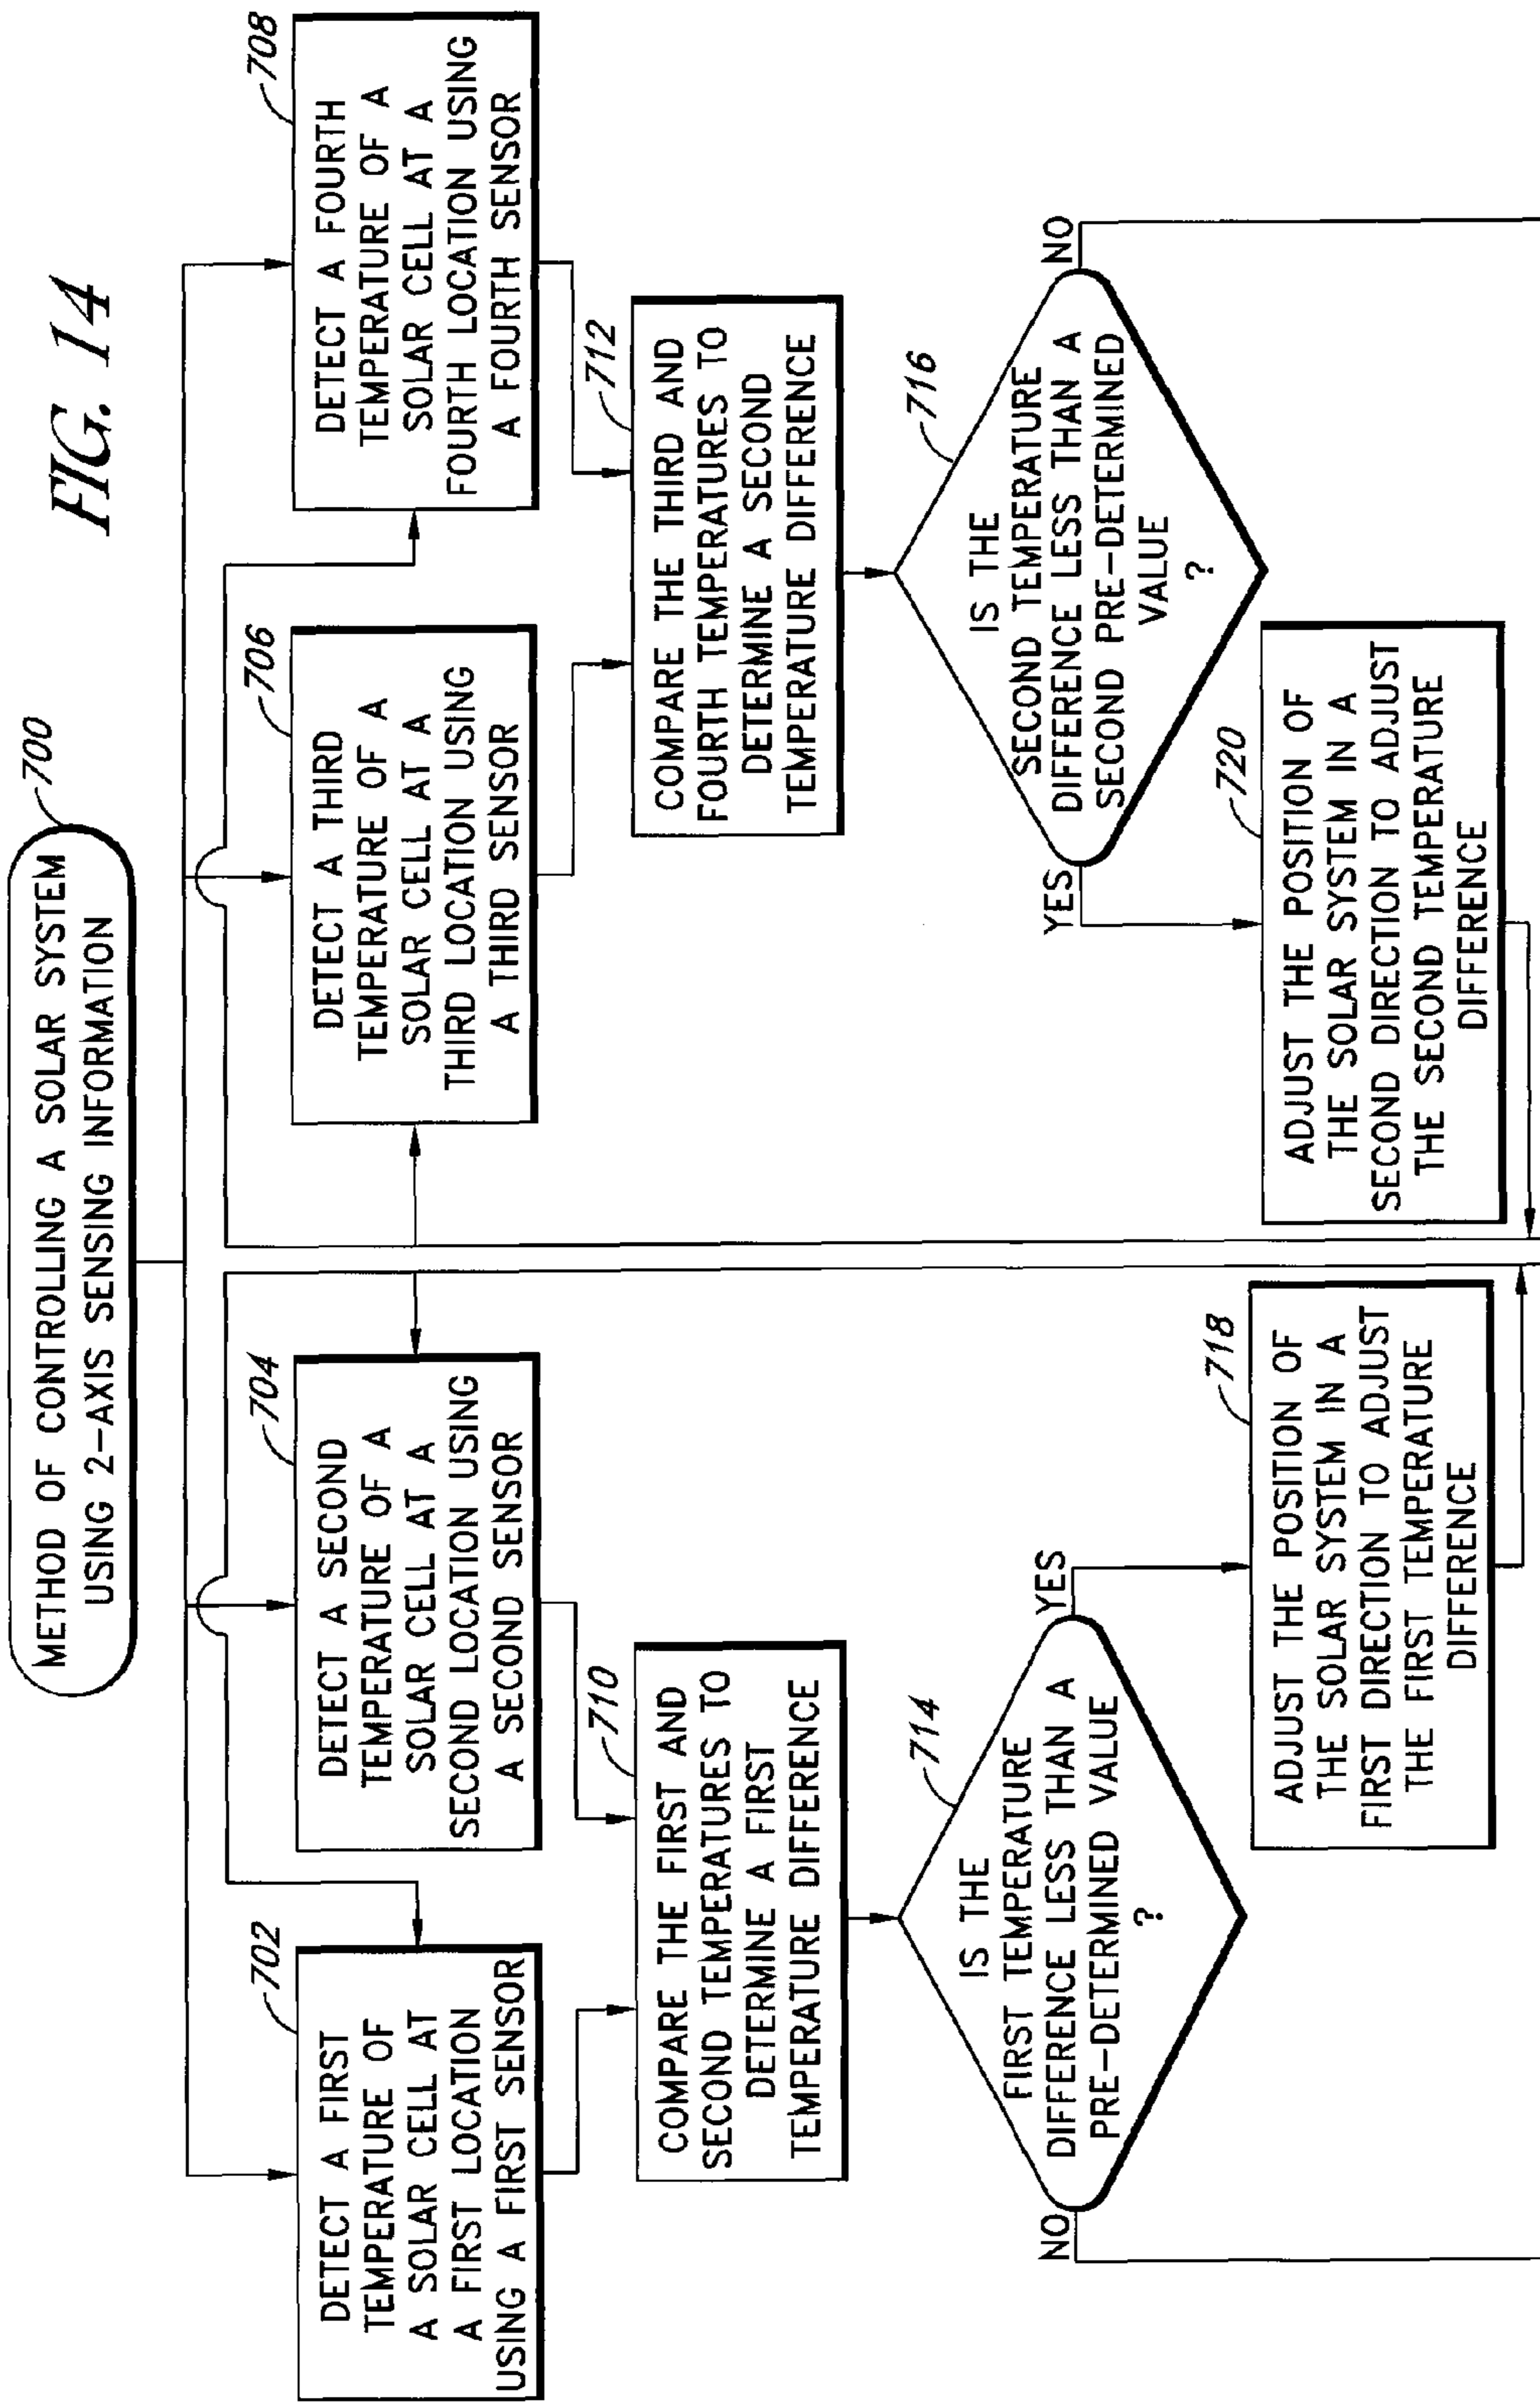 FIG. 14
METHOD OF CONTROLLING A SOLAR SYSTEM
USING 2-AXIS SENSING INFORMATION
700
702
DETECT A FIRST
TEMPERATURE OF
A SOLAR CELL AT
A FIRST LOCATION
USING A FIRST SENSOR
704
DETECT A SECOND
TEMPERATURE OF A
SOLAR CELL AT A
SECOND LOCATION USING
A SECOND SENSOR
706
DETECT A THIRD
TEMPERATURE OF A
SOLAR CELL AT A
THIRD LOCATION USING
A THIRD SENSOR
708
DETECT A FOURTH
TEMPERATURE OF A
SOLAR CELL AT A
FOURTH LOCATION USING
A FOURTH SENSOR
710
COMPARE THE FIRST AND
SECOND TEMPERATURES TO
DETERMINE A FIRST
TEMPERATURE DIFFERENCE
712
COMPARE THE THIRD AND
FOURTH TEMPERATURES TO
DETERMINE A SECOND
TEMPERATURE DIFFERENCE
714
IS THE
FIRST TEMPERATURE
DIFFERENCE LESS THAN A
PRE-DETERMINED VALUE
?
NO
YES
716
IS THE
SECOND TEMPERATURE
DIFFERENCE LESS THAN A
SECOND PRE-DETERMINED
VALUE
?
YES
NO
718
ADJUST THE POSITION OF
THE SOLAR SYSTEM IN A
FIRST DIRECTION TO ADJUST
THE FIRST TEMPERATURE
DIFFERENCE
720
ADJUST THE POSITION OF
THE SOLAR SYSTEM IN A
SECOND DIRECTION TO ADJUST
THE SECOND TEMPERATURE
DIFFERENCE